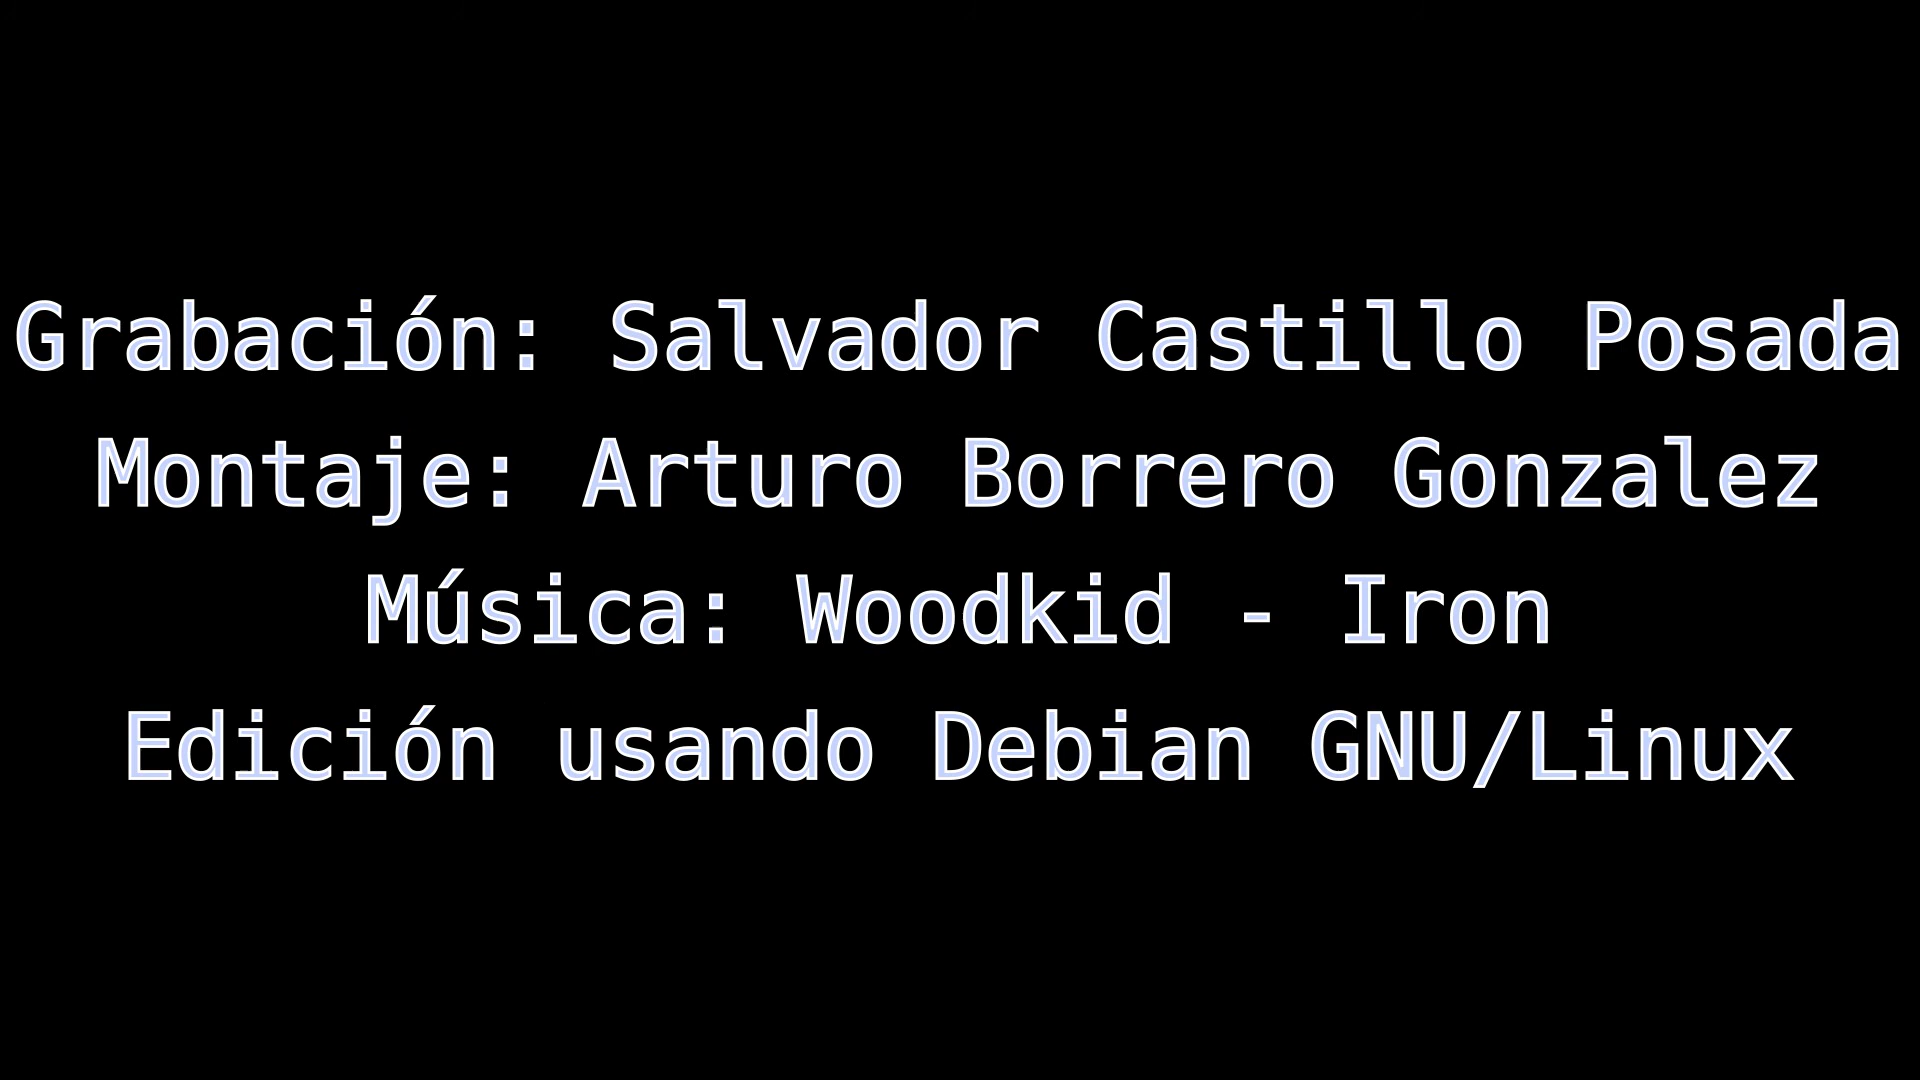 Grabación: Salvador Castillo Posada
Montaje: Arturo Borrero Gonzalez
Música: Woodkid - Iron
Edición usando Debian GNU/Linux